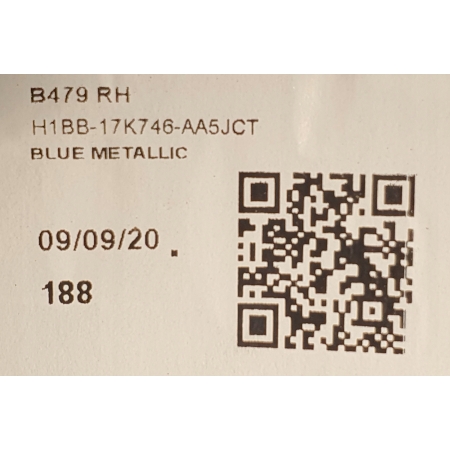 B479 RH
H1BB-17K746-AA5JCT
BLUE METALLIC
09/09/20 .
188